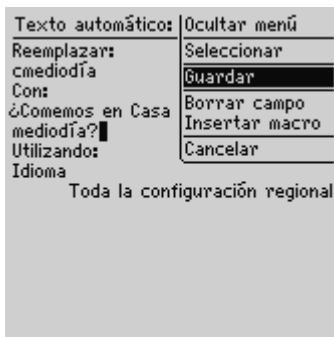 Texto automático:
Reemplazar:
cmediodía
Con:
¿Comemos en Casa
mediodía?
Utilizando:
Idioma
Toda la configuración regional
Ocultar menú
Seleccionar
Guardar
Borrar campo
Insertar macro
Cancelar